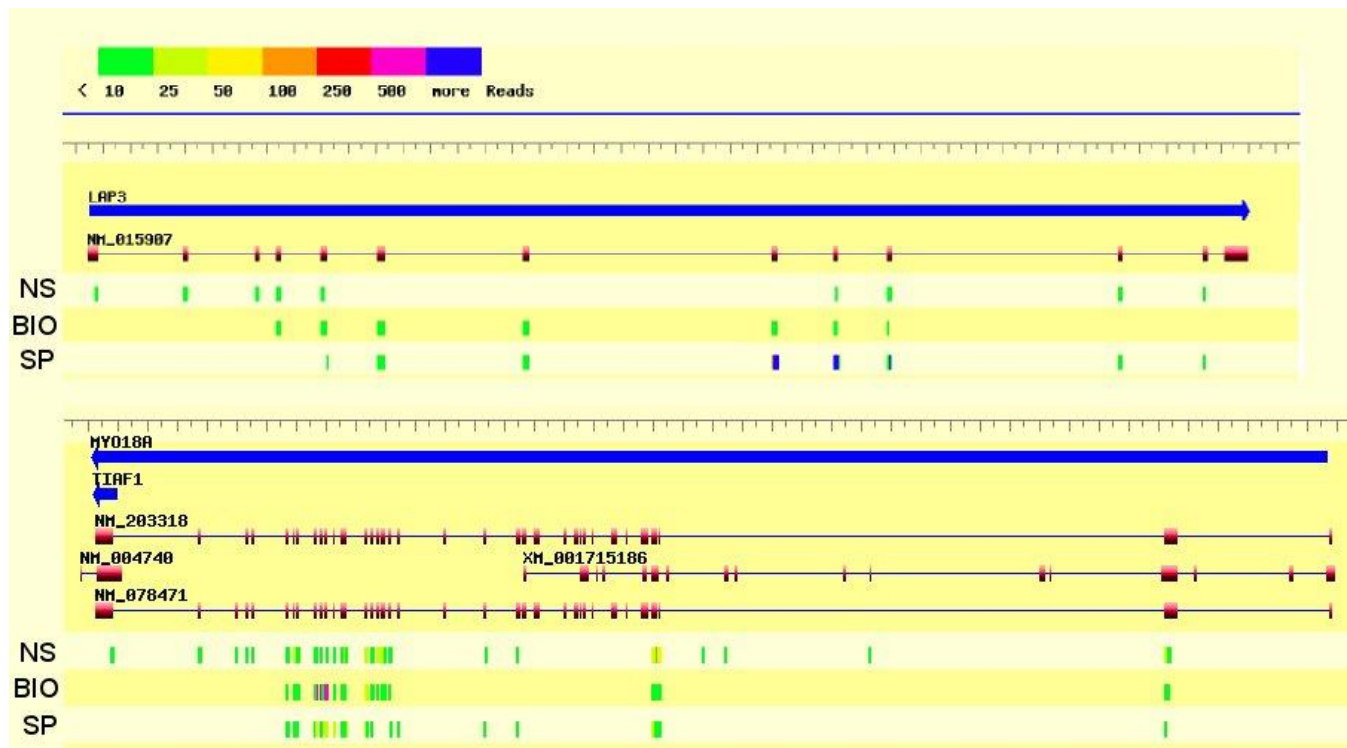 < 10 25 50 100 250 500 more Reads
LAP3
NM_015907
NS
BIO
SP
MYO18A
TIAF1
NM_203318
NM_004740 XM_001715186
NM_078471
NS
BIO
SP